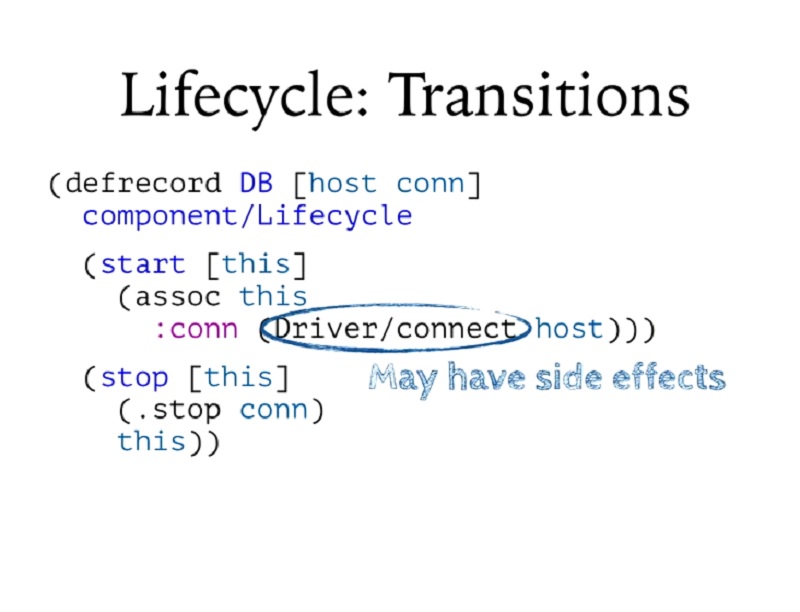 Lifecycle: Transitions
(defrecord DB [host conn]
component/Lifecycle
(start [this]
(assoc this
:conn (Driver/connect host)))
(stop [this]
May have side effects
(.stop conn)
this))